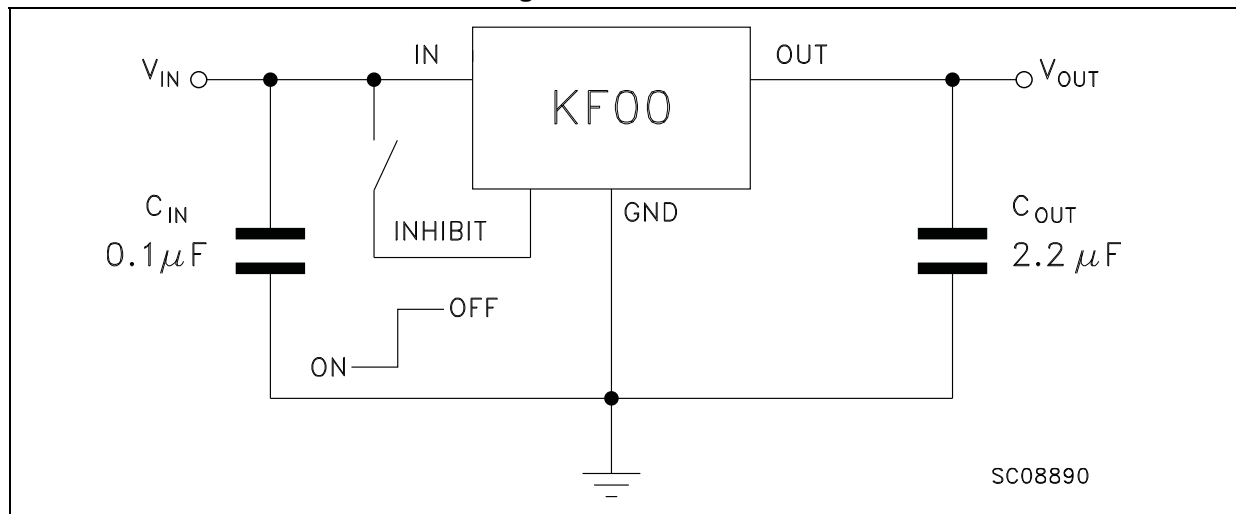 V_IN
IN
OUT
V_OUT
KF00
GND
C_IN
0.1μF
INHIBIT
C_OUT
2.2 μF
OFF
ON
SC08890